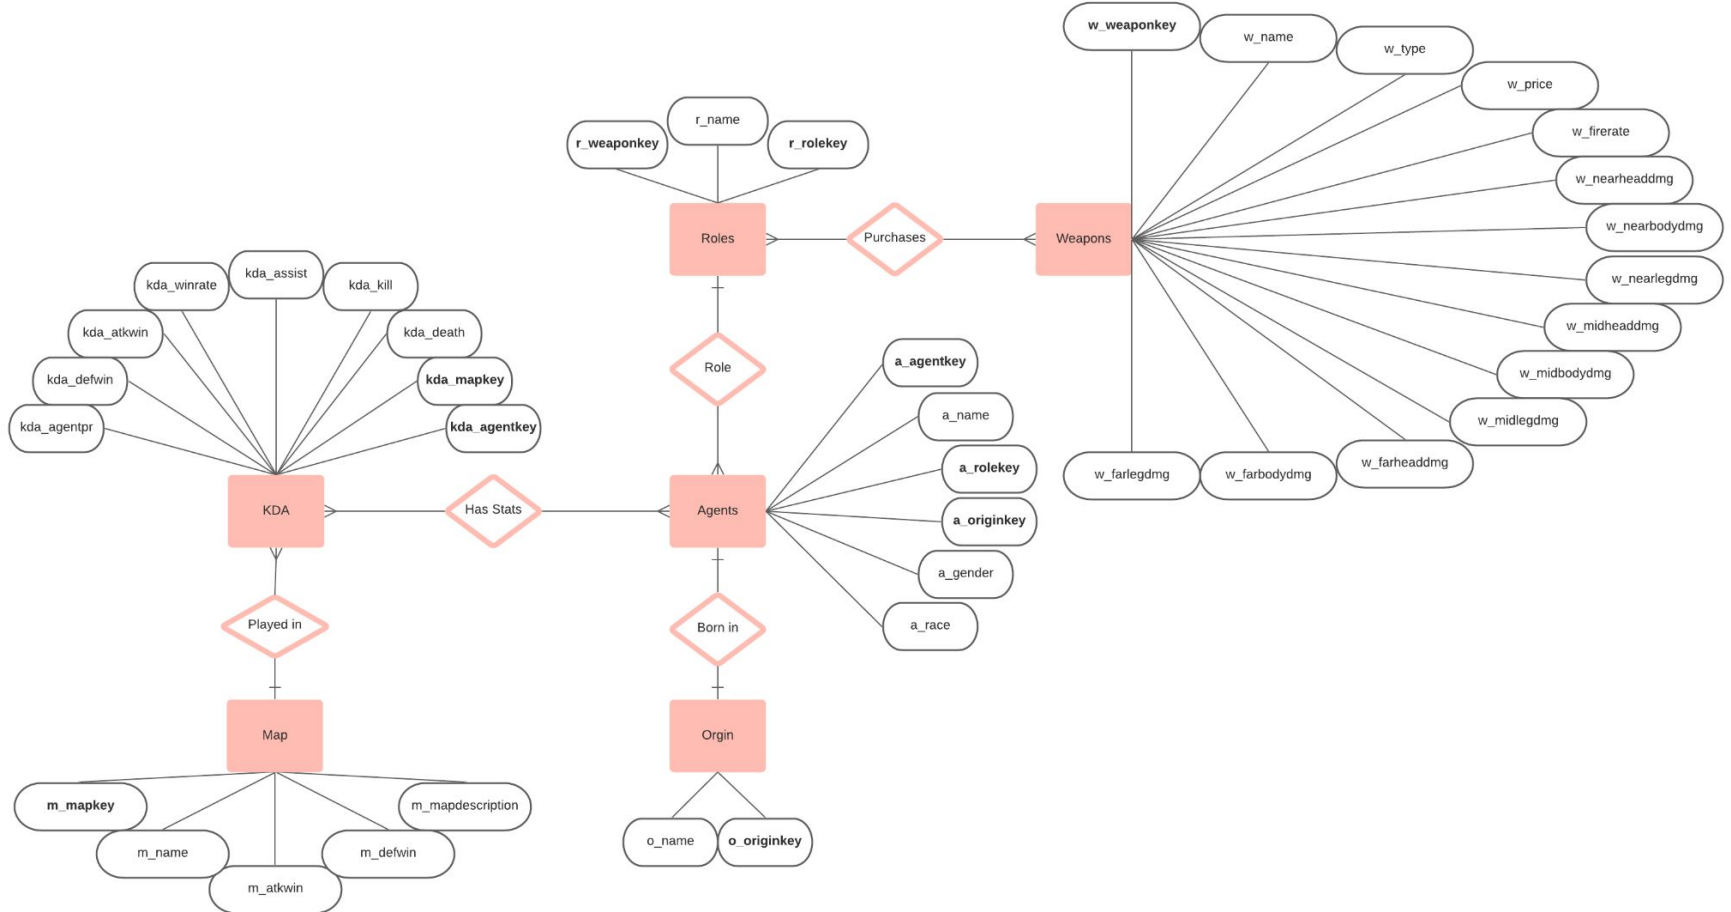 w_weaponkey
w_name
w_type
w_price
w_firerate
w_nearheaddmg
w_nearbodydmg
w_nearlegdmg
w_midheaddmg
w_midbodydmg
w_midlegdmg
w_farheaddmg
w_farbodydmg
w_farlegdmg
Weapons
Purchases
r_weaponkey
r_name
r_rolekey
Roles
Role
kda_agentpr
kda_defwin
kda_atkwin
kda_winrate
kda_assist
kda_kill
kda_death
kda_mapkey
kda_agentkey
KDA
Has Stats
Agents
a_agentkey
a_name
a_rolekey
a_originkey
a_gender
a_race
Played in
Born in
Map
Orgin
m_mapkey
m_name
m_atkwin
m_defwin
m_mapdescription
o_name
o_originkey